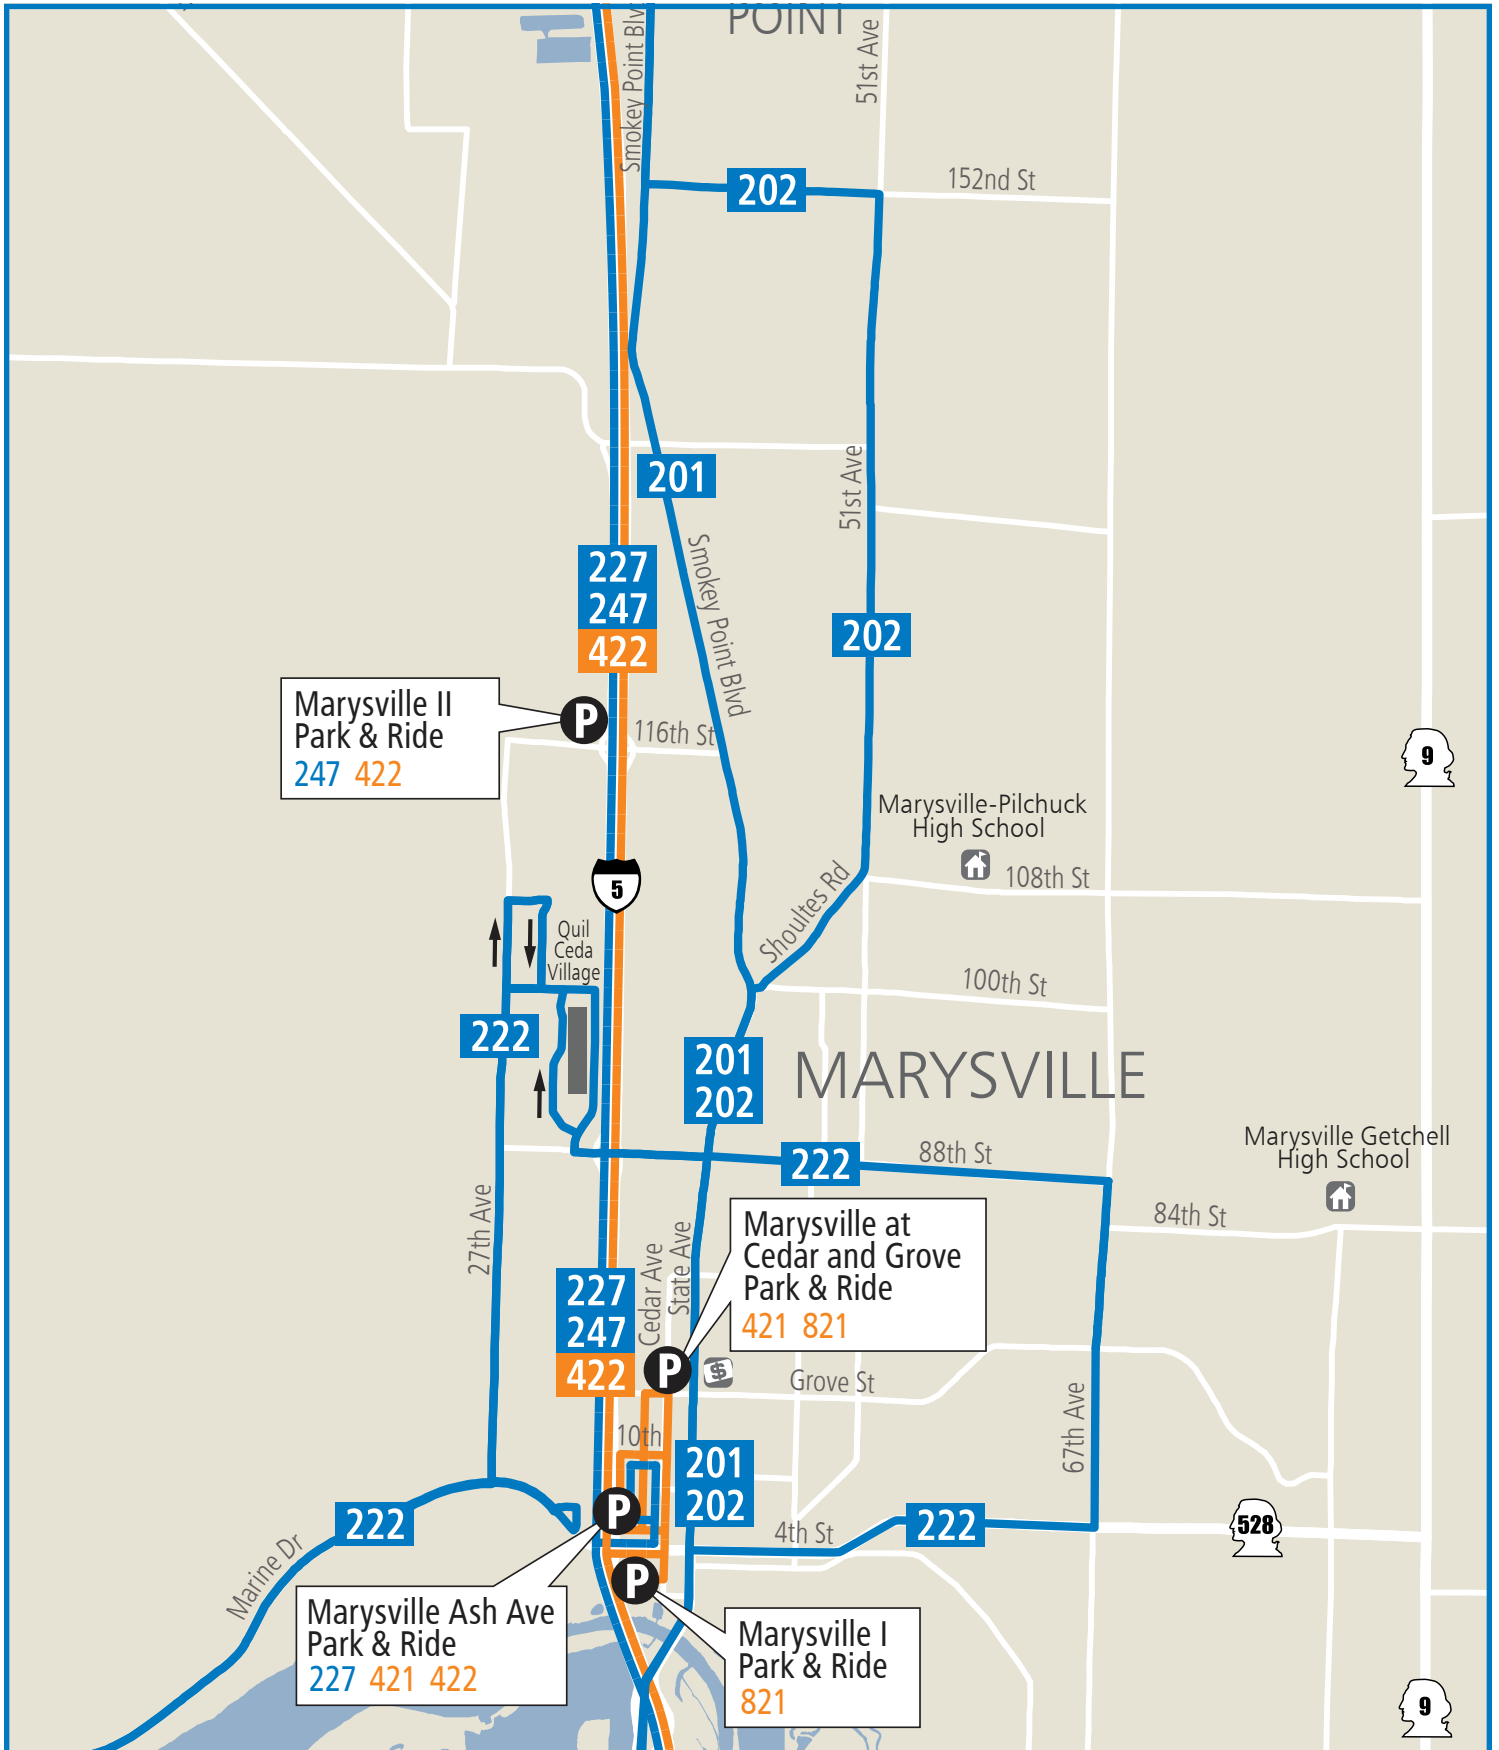 POINT
Smokey Point Blv
51st Ave
152nd St
202
201
51st Ave
227
247
422
Smokey Point Blvd
202
Marysville II
Park & Ride
247 422
P
116th St
9
Marysville-Pilchuck
High School
108th St
5
Shoultes Rd
Quil
Ceda
Village
100th St
222
201
202
MARYSVILLE
88th St
222
Marysville Getchell
High School
84th St
27th Ave
Cedar Ave
State Ave
Marysville at
Cedar and Grove
Park & Ride
421 821
227
247
422
P
$
Grove St
10th
67th Ave
201
202
P
222
4th St
222
528
Marine Dr
P
Marysville Ash Ave
Park & Ride
227 421 422
Marysville I
Park & Ride
821
9